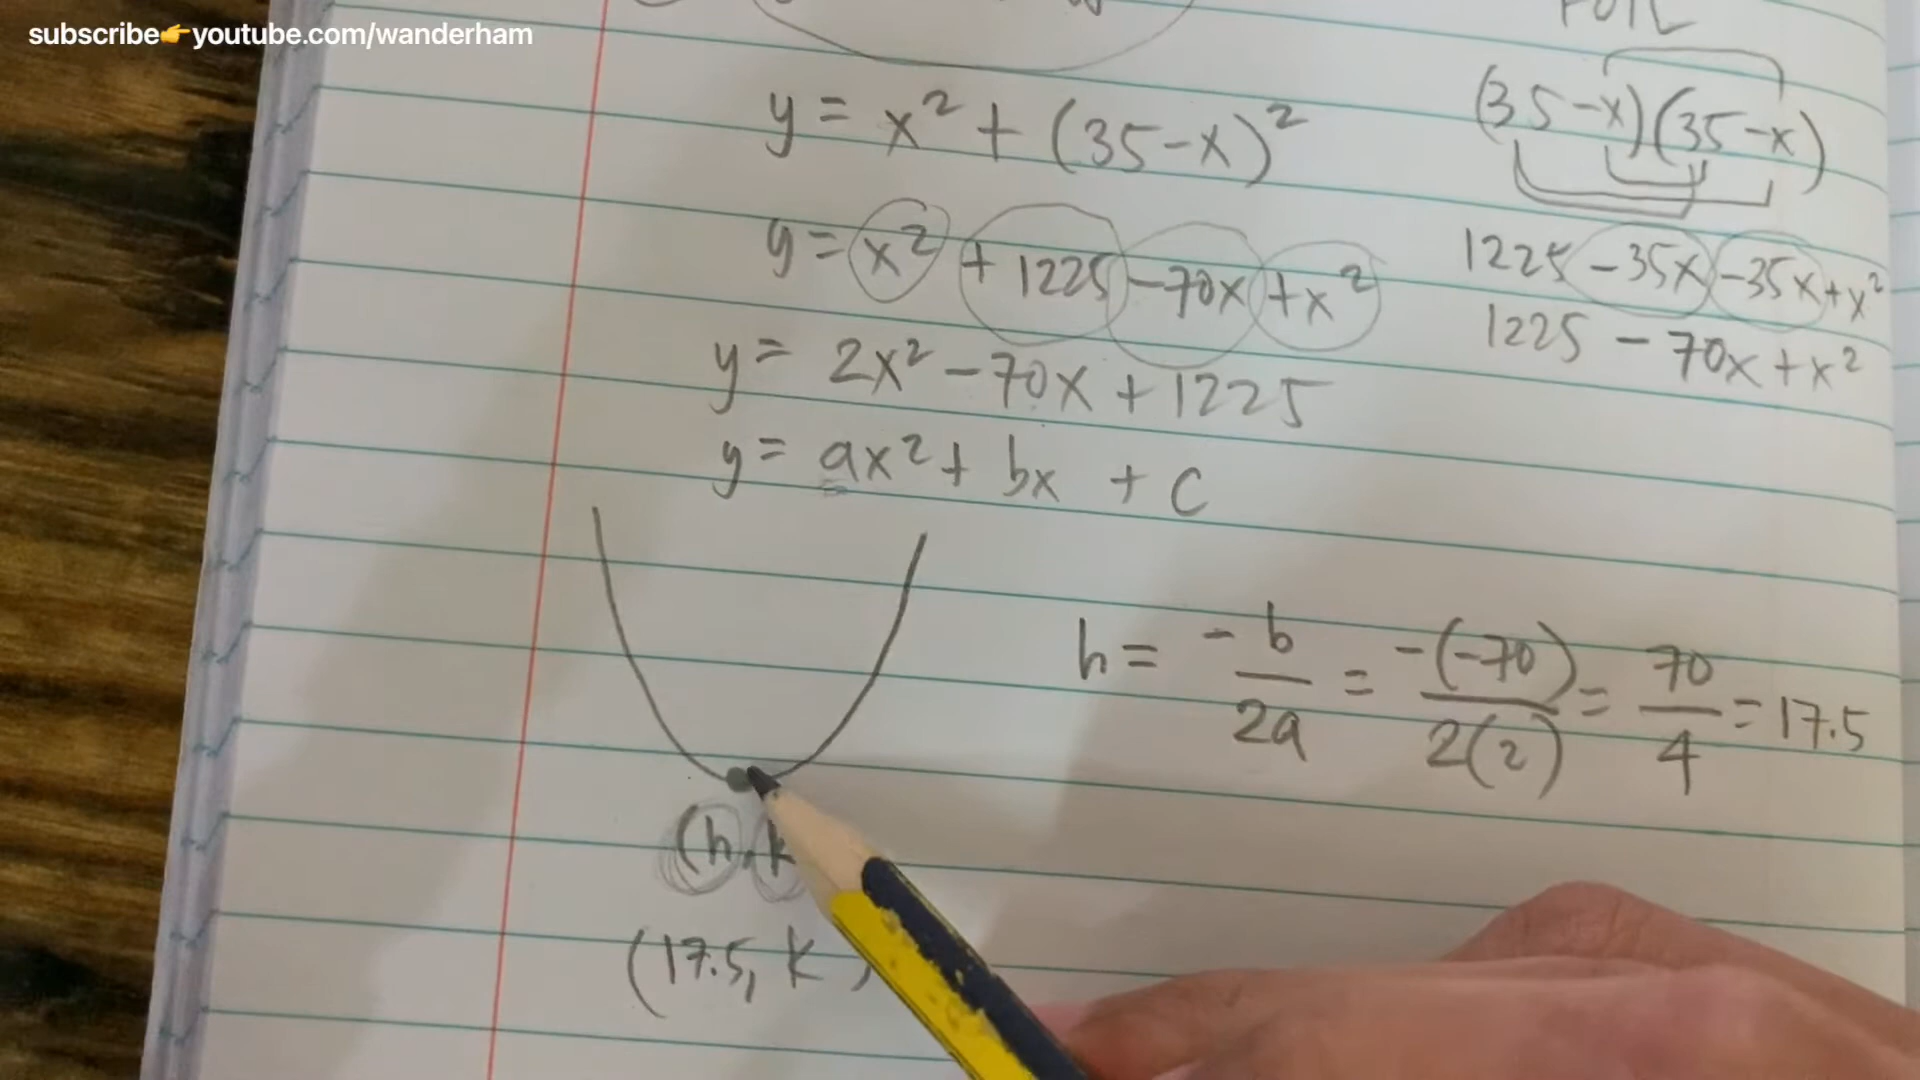 subscribe👉youtube.com/wanderham
FOIL
y = x² + (35-x)²
(35-x)(35-x)
y = x² + 1225 - 70x + x²
1225 - 35x - 35x + x²
1225 - 70x + x²
y = 2x² - 70x + 1225
y = ax² + bx + c
h = -b/2a = -(-70)/2(2) = 70/4 = 17.5
(h, k
(17.5, k )